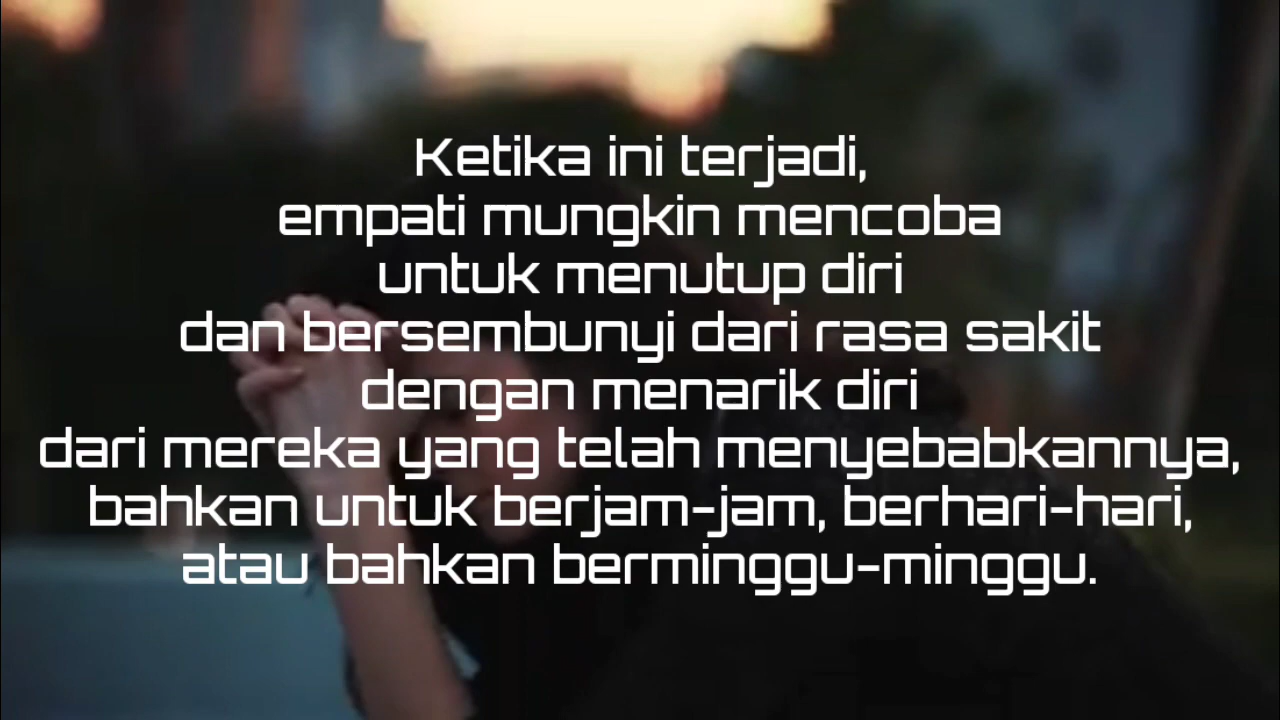 Ketika ini terjadi,
empati mungkin mencoba
untuk menutup diri
dan bersembunyi dari rasa sakit
dengan menarik diri
dari mereka yang telah menyebabkannya,
bahkan untuk berjam-jam, berhari-hari,
atau bahkan berminggu-minggu.